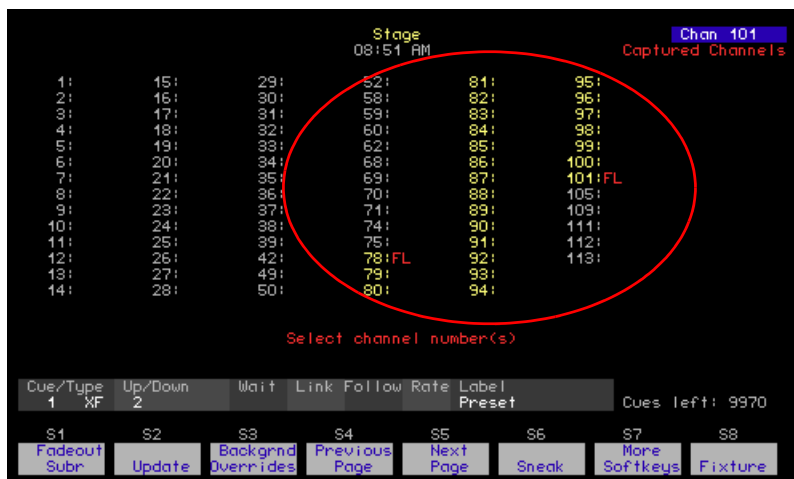 Stage Chan 101
08:51 AM Captured Channels
1: 15: 29: 52: 81: 95:
2: 16: 30: 58: 82: 96:
3: 17: 31: 59: 83: 97:
4: 18: 32: 60: 84: 98:
5: 19: 33: 62: 85: 99:
6: 20: 34: 68: 86: 100:
7: 21: 35: 69: 87: 101:FL
8: 22: 36: 70: 88: 105:
9: 23: 37: 71: 89: 109:
10: 24: 38: 74: 90: 111:
11: 25: 39: 75: 91: 112:
12: 26: 42: 78:FL 92: 113:
13: 27: 49: 79: 93:
14: 28: 50: 80: 94:
Select channel number(s)
Cue/Type Up/Down Wait Link Follow Rate Label
1 XF 2 Preset Cues left: 9970
S1 S2 S3 S4 S5 S6 S7 S8
Fadeout Backgrnd Previous Next More
Subr Update Overrides Page Page Sneak Softkeys Fixture